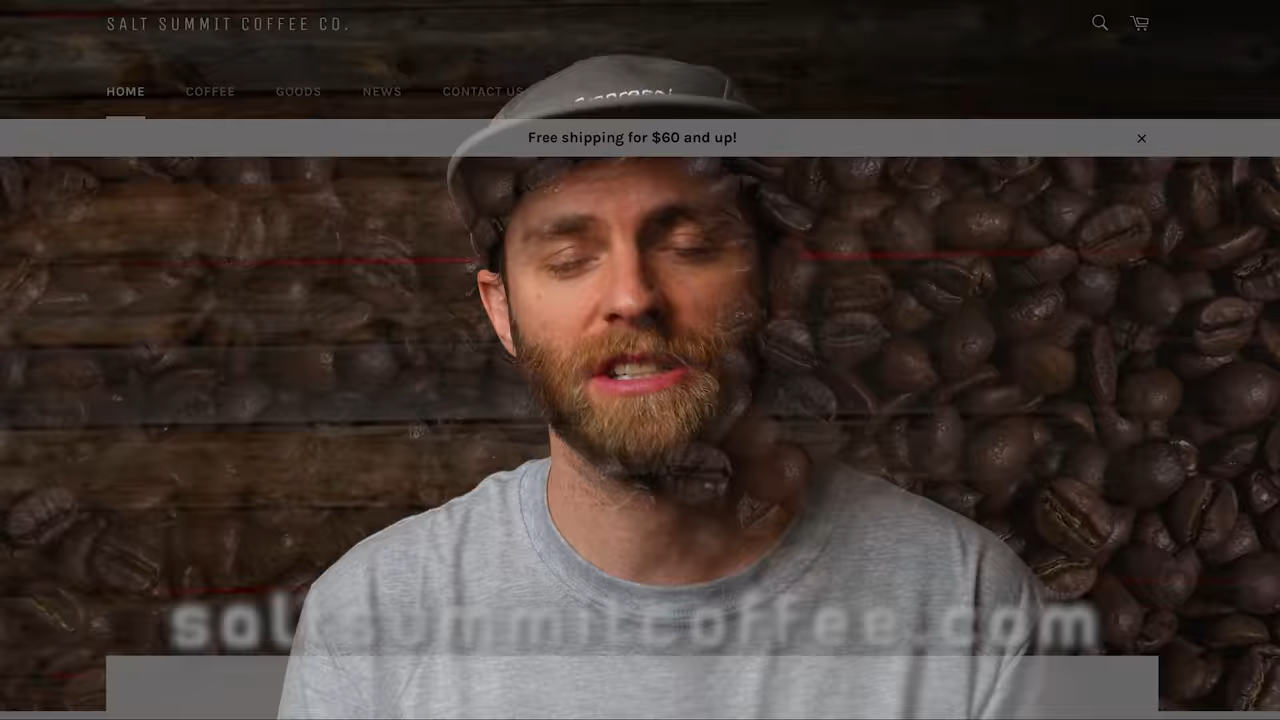 SALT SUMMIT COFFEE CO.
HOME COFFEE GOODS NEWS CONTACT US
Free shipping for $60 and up!
saltsummitcoffee.com